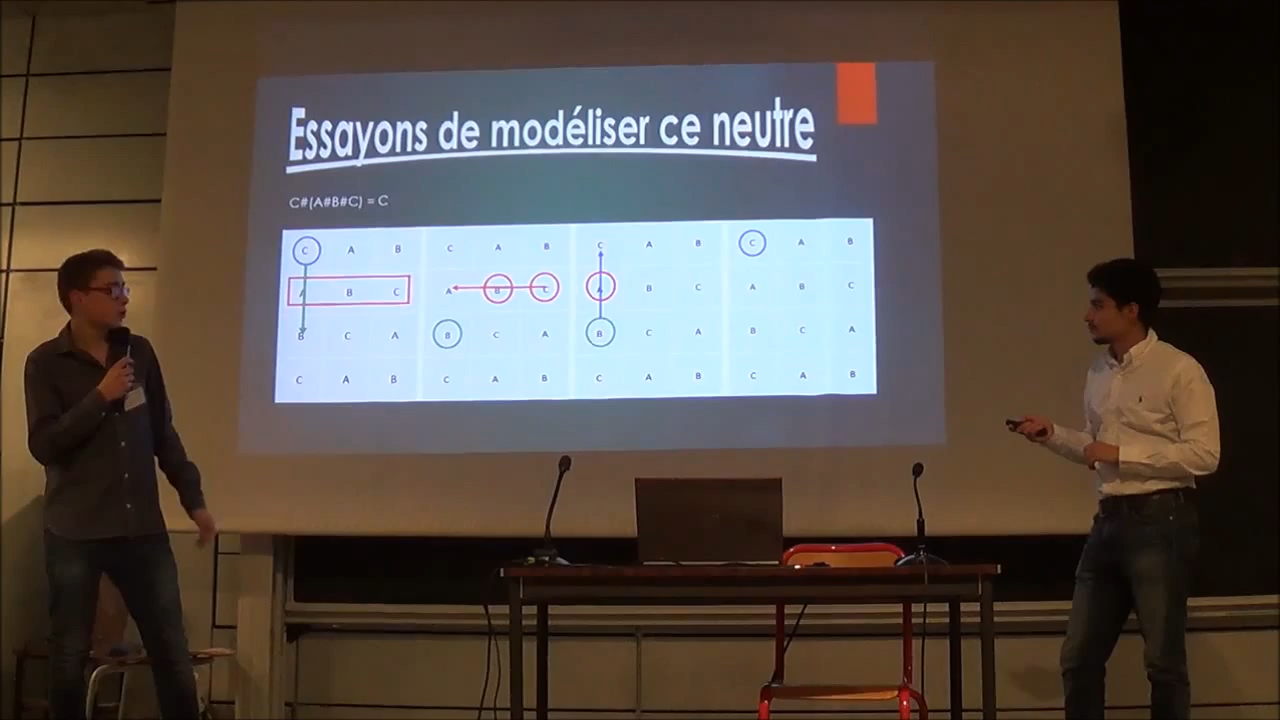 Essayons de modéliser ce neutre
C#(A#B#C) = C
C A B C A B C A B C A B
A B C A B C A B C A B C
B C A B C A B C A B C A
C A B C A B C A B C A B